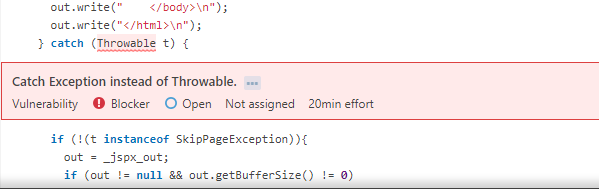 out.write("    </body>\n");
out.write("</html>\n");
} catch (Throwable t) {
Catch Exception instead of Throwable. ...
Vulnerability Blocker Open Not assigned 20min effort
if (!(t instanceof SkipPageException)){
out = _jspx_out;
if (out != null && out.getBufferSize() != 0)